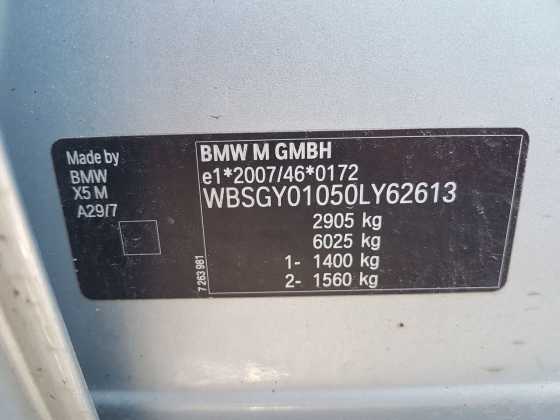 Made by
BMW
X5 M
A29/7
7 263 981
BMW M GMBH
e1*2007/46*0172
WBSGY01050LY62613
2905 kg
6025 kg
1- 1400 kg
2- 1560 kg